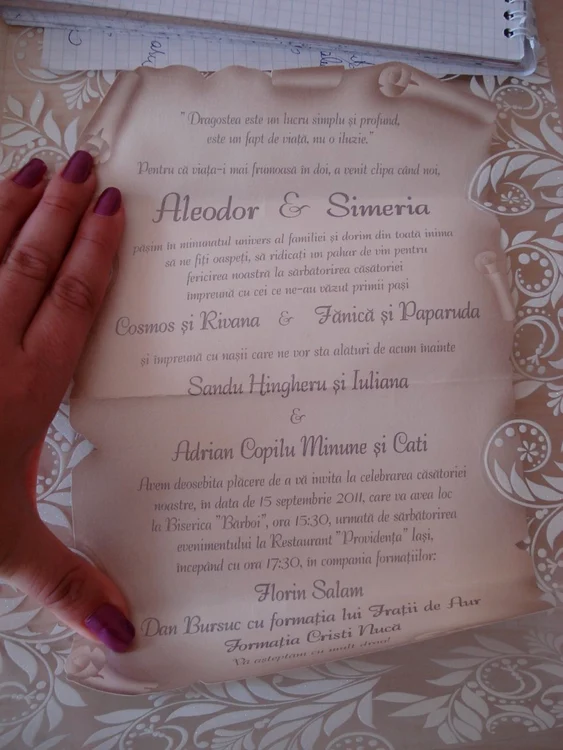 "Dragostea este un lucru simplu și profund,
este un fapt de viață, nu o iluzie."
Pentru că viața-i mai frumoasă în doi, a venit clipa când noi,
Aleodor & Simeria
pășim în minunatul univers al familiei și dorim din toată inima
să ne fiți oaspeți, să ridicați un pahar de vin pentru
fericirea noastră la sărbătorirea căsătoriei
împreună cu cei ce ne-au văzut primii pași
Cosmos și Rivana & Fănică și Paparuda
și împreună cu nașii care ne vor sta alături de acum înainte
Sandu Hingheru și Iuliana
&
Adrian Copilu Minune și Cati
Avem deosebita plăcere de a vă invita la celebrarea căsătoriei
noastre, în data de 15 septembrie 2011, care va avea loc
la Biserica "Bărboi", ora 15:30, urmată de sărbătorirea
evenimentului la Restaurant "Providența" Iași,
începând cu ora 17:30, în compania formațiilor:
Florin Salam
Dan Bursuc cu formația lui Frații de Aur
Formația Cristi Nucă
Vă așteptăm cu mult drag!